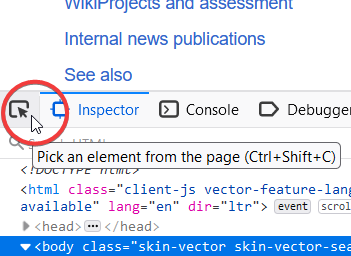 WikiProjects and assessment
Internal news publications
See also
Inspector Console Debugger
Pick an element from the page (Ctrl+Shift+C)
<!DOCTYPE html>
<html class="client-js vector-feature-lang
available" lang="en" dir="ltr"> event scrol
<head> ••• </head>
<body class="skin-vector skin-vector-sea